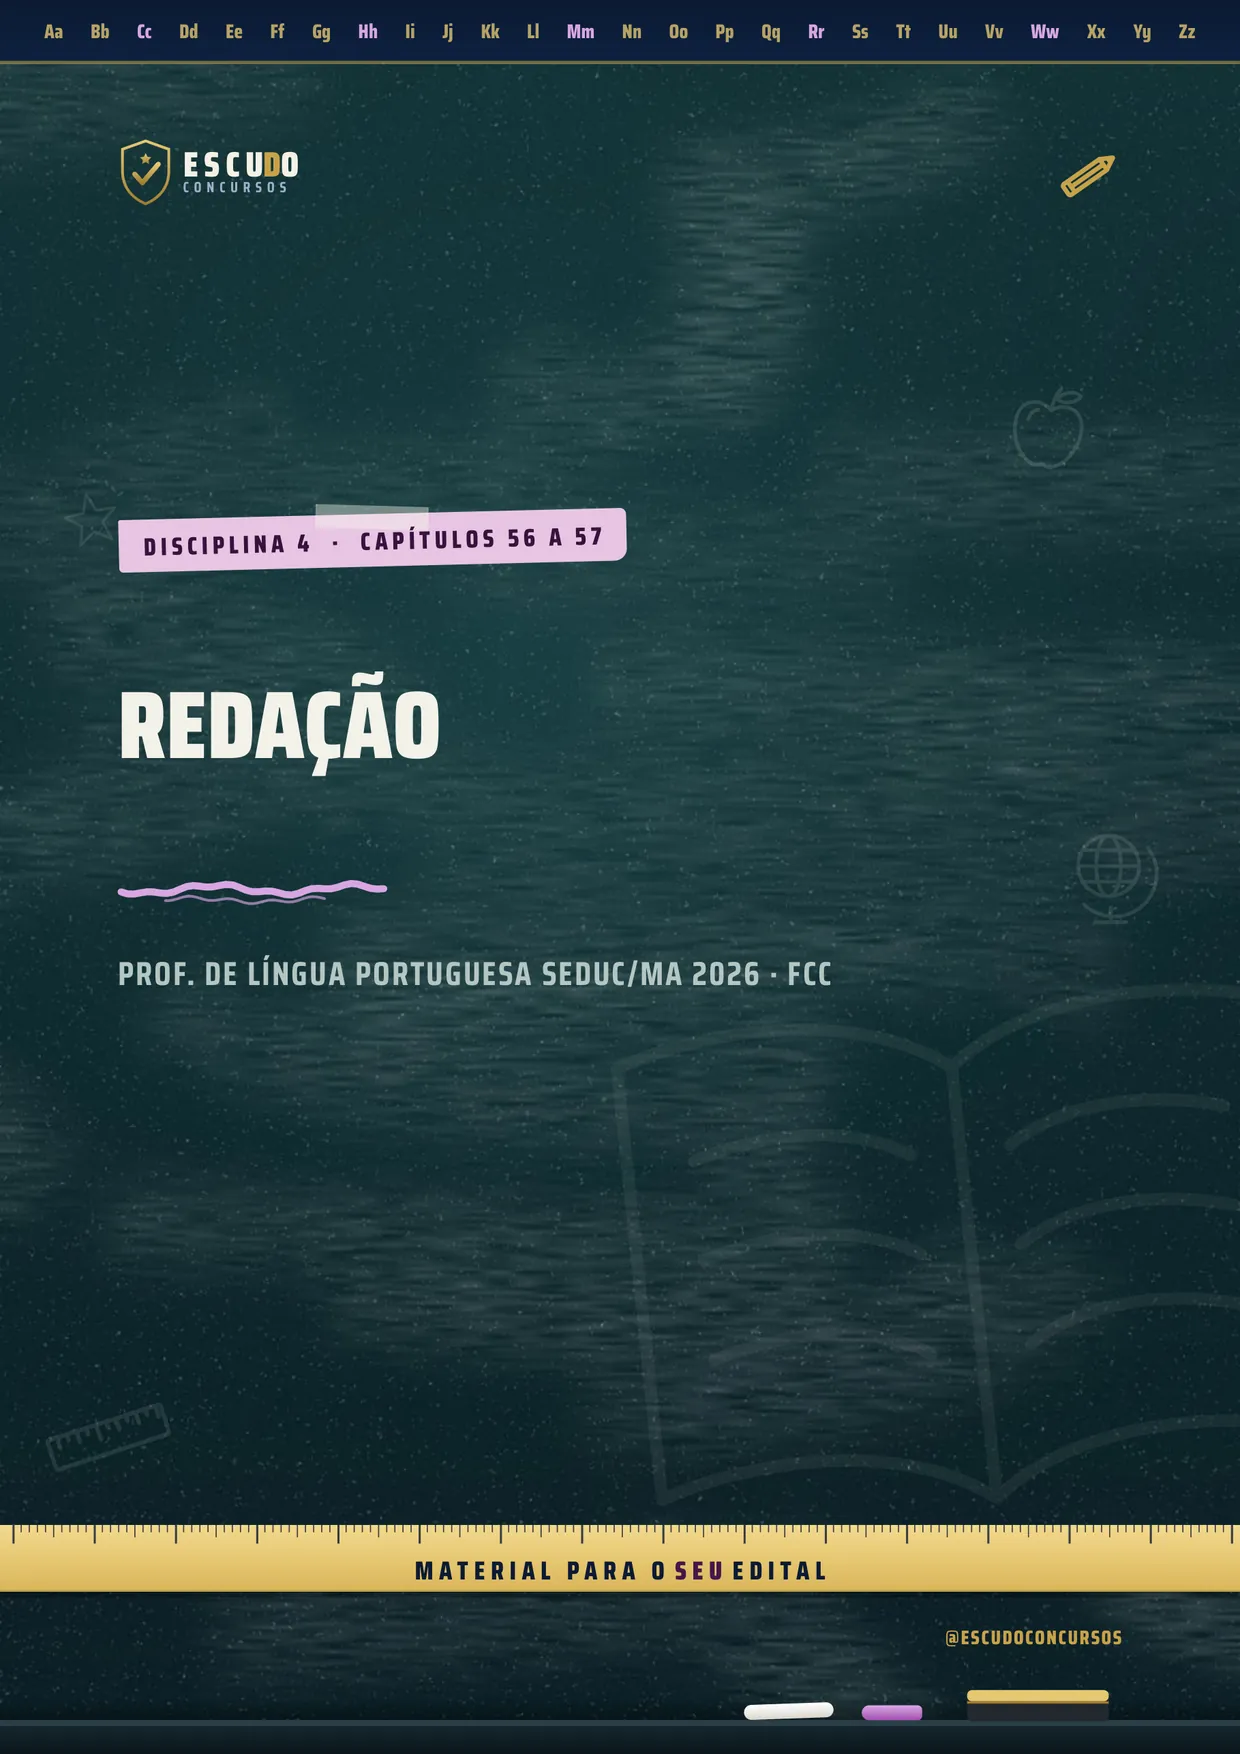 Aa Bb Cc Dd Ee Ff Gg Hh Ii Jj Kk Ll Mm Nn Oo Pp Qq Rr Ss Tt Uu Vv Ww Xx Yy Zz
ESCUDO
CONCURSOS
DISCIPLINA 4 · CAPÍTULOS 56 A 57
REDAÇÃO
PROF. DE LÍNGUA PORTUGUESA SEDUC/MA 2026 · FCC
MATERIAL PARA O SEU EDITAL
@ESCUDOCONCURSOS